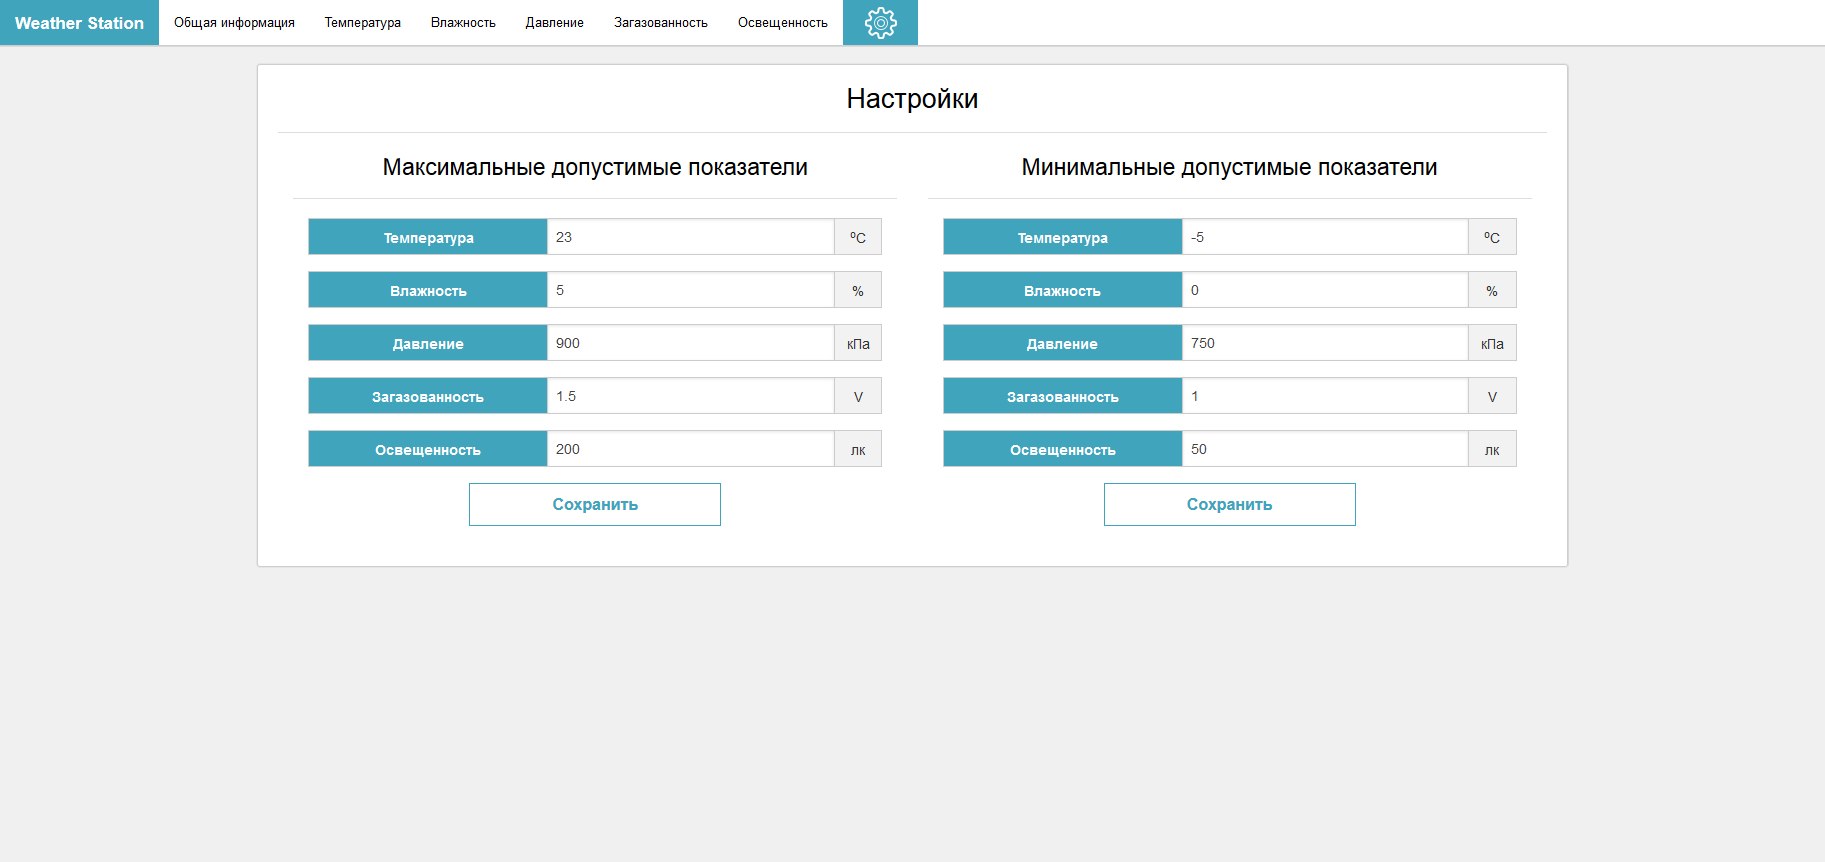 Weather Station Общая информация Температура Влажность Давление Загазованность Освещенность
Настройки
Максимальные допустимые показатели
Температура 23 ºC
Влажность 5 %
Давление 900 кПа
Загазованность 1.5 V
Освещенность 200 лк
Сохранить
Минимальные допустимые показатели
Температура -5 ºC
Влажность 0 %
Давление 750 кПа
Загазованность 1 V
Освещенность 50 лк
Сохранить